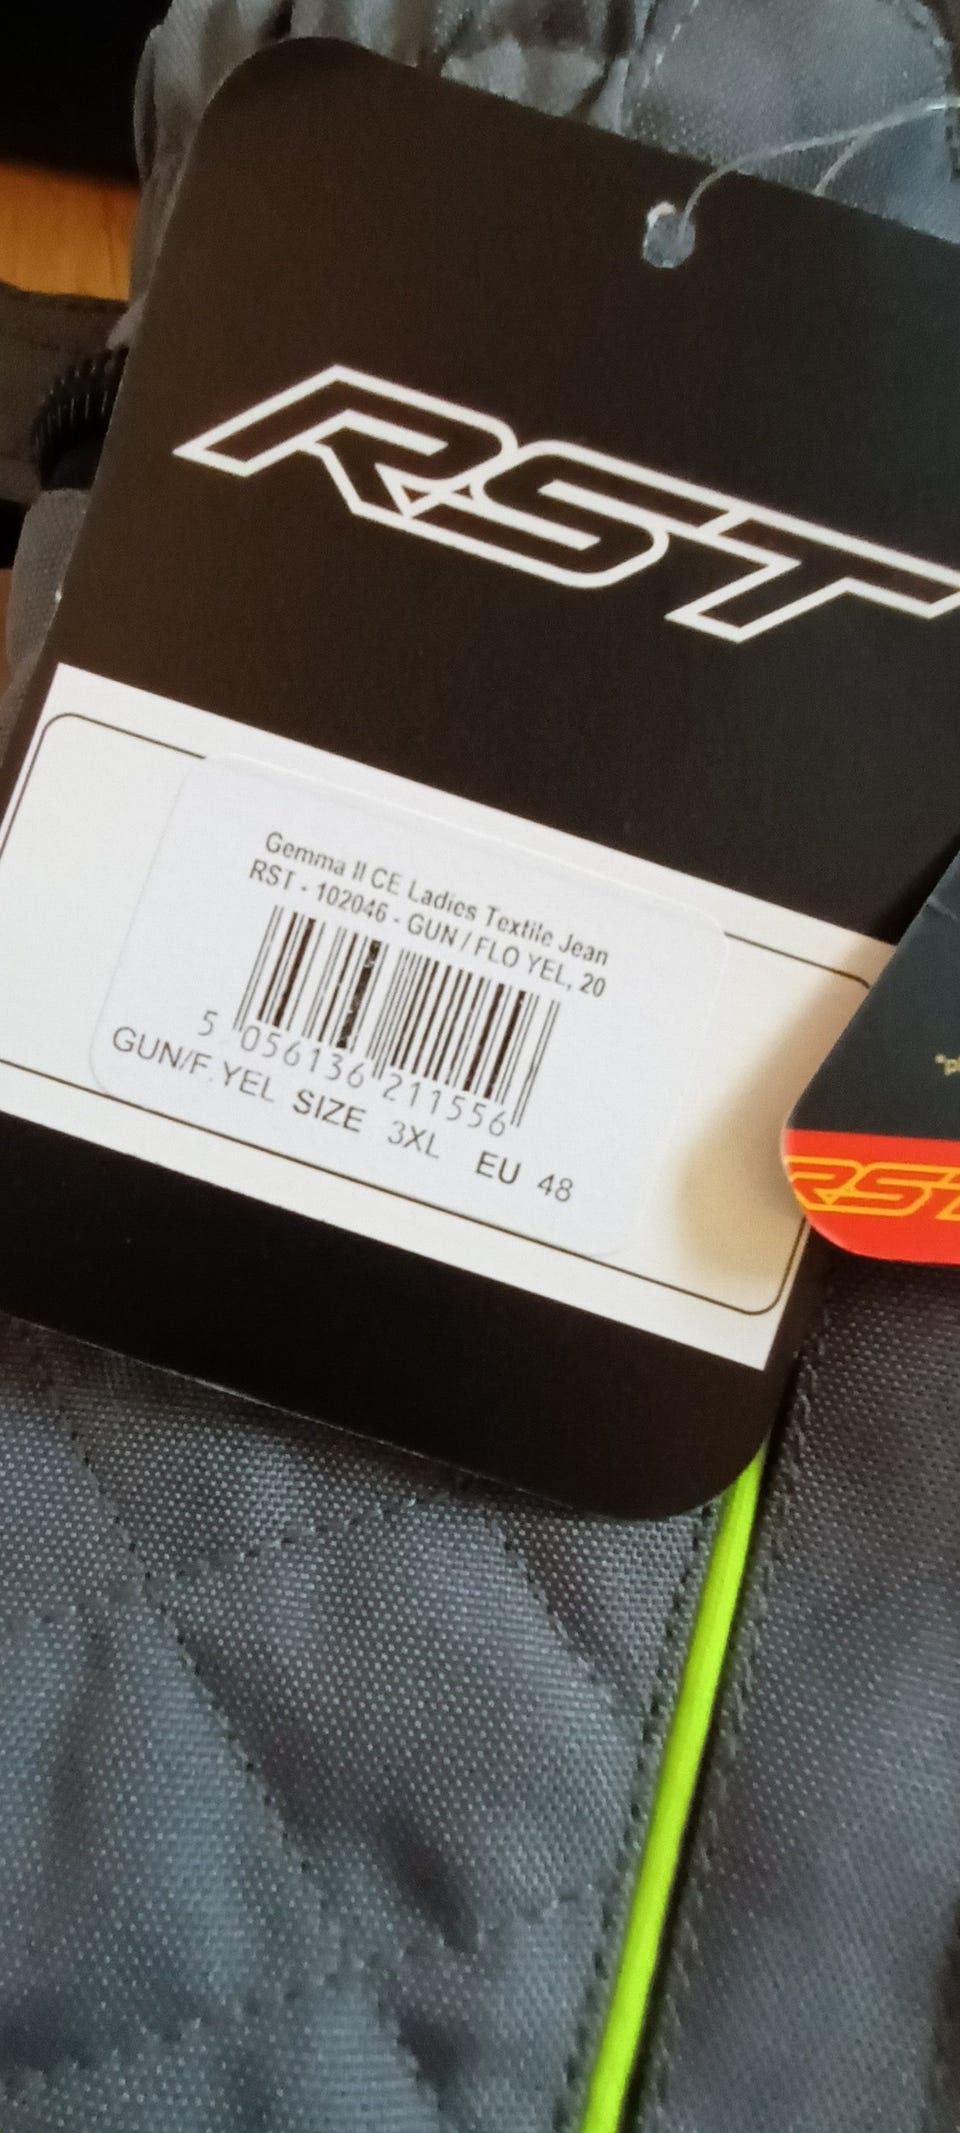 RST
Gemma II CE Ladies Textile Jean
RST - 102046 - GUN / FLO YEL, 20
5 056136 211556
GUN/F.YEL SIZE 3XL EU 48
RST